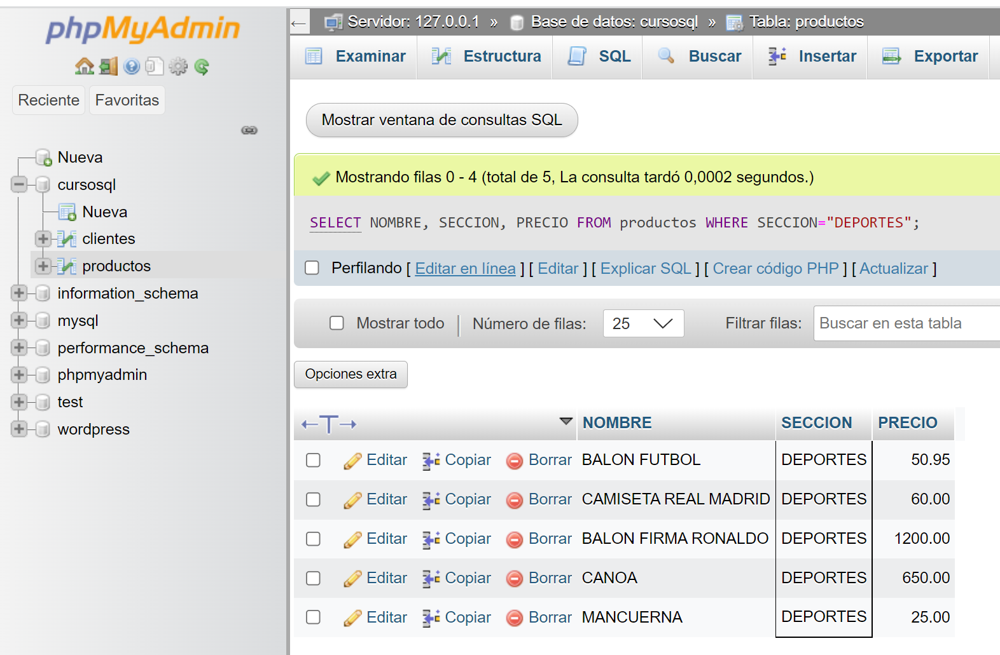 phpMyAdmin
Reciente Favoritas
Nueva
cursosql
Nueva
clientes
productos
information_schema
mysql
performance_schema
phpmyadmin
test
wordpress
Servidor: 127.0.0.1 » Base de datos: cursosql » Tabla: productos
Examinar Estructura SQL Buscar Insertar Exportar
Mostrar ventana de consultas SQL
Mostrando filas 0 - 4 (total de 5, La consulta tardó 0,0002 segundos.)
SELECT NOMBRE, SECCION, PRECIO FROM productos WHERE SECCION="DEPORTES";
Perfilando [ Editar en línea ] [ Editar ] [ Explicar SQL ] [ Crear código PHP ] [ Actualizar ]
Mostrar todo Número de filas: 25 Filtrar filas: Buscar en esta tabla
Opciones extra
NOMBRE SECCION PRECIO
Editar Copiar Borrar BALON FUTBOL DEPORTES 50.95
Editar Copiar Borrar CAMISETA REAL MADRID DEPORTES 60.00
Editar Copiar Borrar BALON FIRMA RONALDO DEPORTES 1200.00
Editar Copiar Borrar CANOA DEPORTES 650.00
Editar Copiar Borrar MANCUERNA DEPORTES 25.00